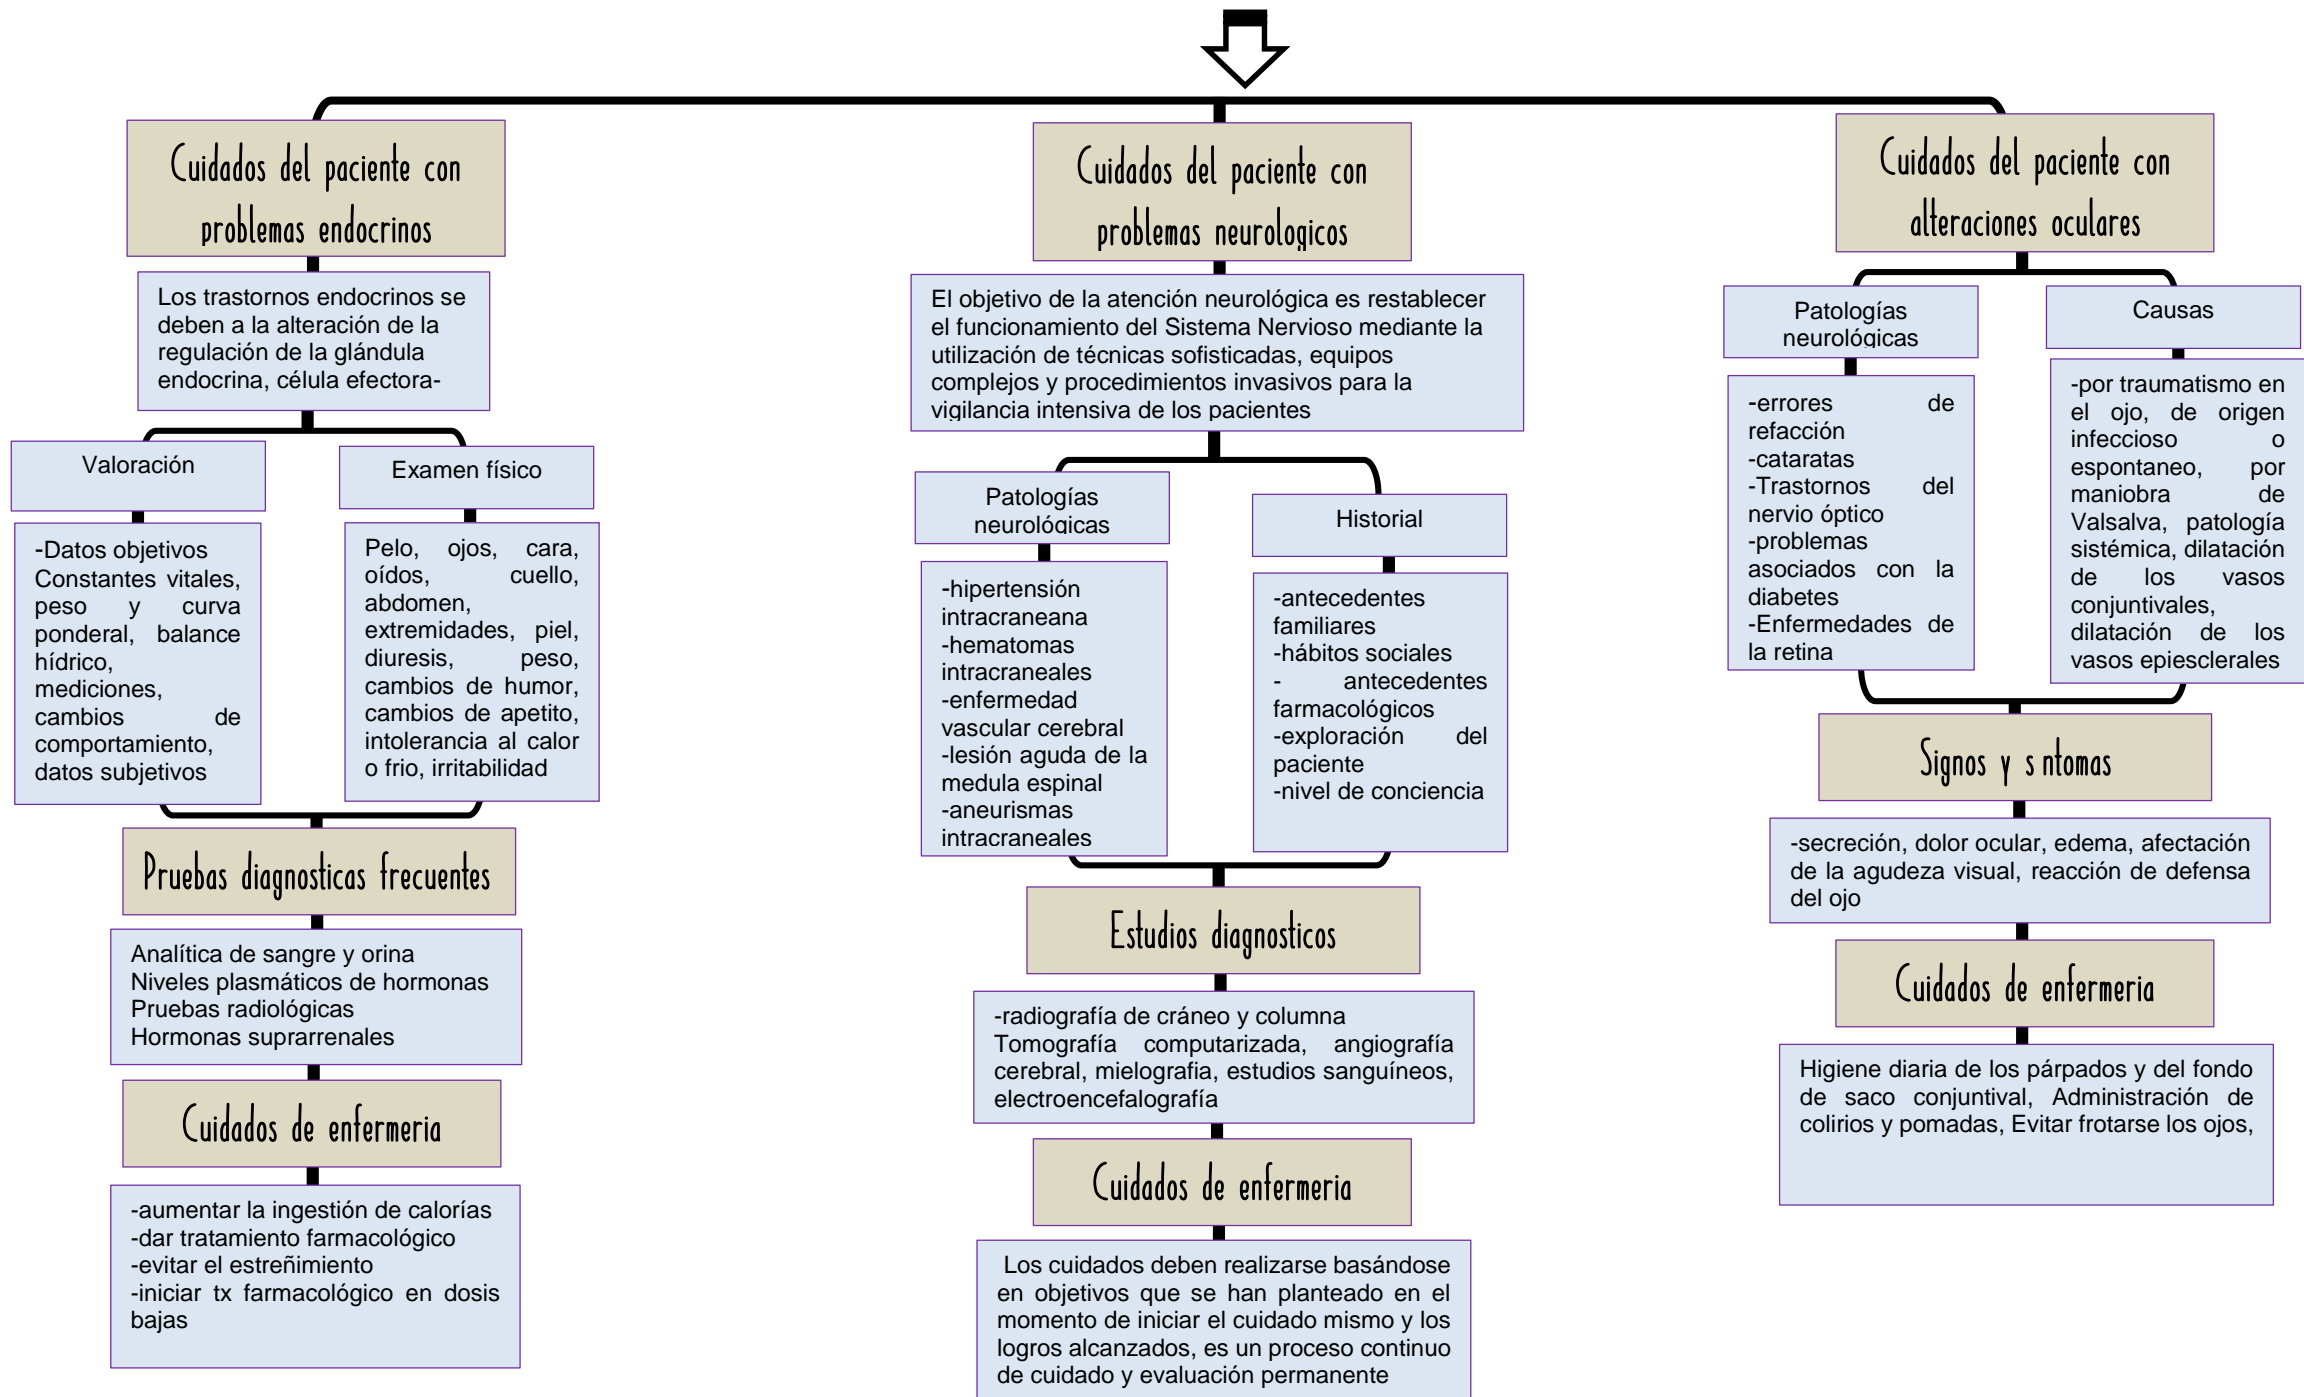 Cuidados del paciente con
problemas endocrinos
Los trastornos endocrinos se
deben a la alteración de la
regulación de la glándula
endocrina, célula efectora-
Valoración
-Datos objetivos
Constantes vitales,
peso y curva
ponderal, balance
hídrico,
mediciones,
cambios de
comportamiento,
datos subjetivos
Examen físico
Pelo, ojos, cara,
oídos, cuello,
abdomen,
extremidades, piel,
diuresis, peso,
cambios de humor,
cambios de apetito,
intolerancia al calor
o frio, irritabilidad
Pruebas diagnosticas frecuentes
Analítica de sangre y orina
Niveles plasmáticos de hormonas
Pruebas radiológicas
Hormonas suprarrenales
Cuidados de enfermeria
-aumentar la ingestión de calorías
-dar tratamiento farmacológico
-evitar el estreñimiento
-iniciar tx farmacológico en dosis
bajas
Cuidados del paciente con
problemas neurologicos
El objetivo de la atención neurológica es restablecer
el funcionamiento del Sistema Nervioso mediante la
utilización de técnicas sofisticadas, equipos
complejos y procedimientos invasivos para la
vigilancia intensiva de los pacientes
Patologías
neurológicas
-hipertensión
intracraneana
-hematomas
intracraneales
-enfermedad
vascular cerebral
-lesión aguda de la
medula espinal
-aneurismas
intracraneales
Historial
-antecedentes
familiares
-hábitos sociales
- antecedentes
farmacológicos
-exploración del
paciente
-nivel de conciencia
Estudios diagnosticos
-radiografía de cráneo y columna
Tomografía computarizada, angiografía
cerebral, mielografia, estudios sanguíneos,
electroencefalografía
Cuidados de enfermeria
Los cuidados deben realizarse basándose
en objetivos que se han planteado en el
momento de iniciar el cuidado mismo y los
logros alcanzados, es un proceso continuo
de cuidado y evaluación permanente
Cuidados del paciente con
alteraciones oculares
Patologías
neurológicas
-errores de
refacción
-cataratas
-Trastornos del
nervio óptico
-problemas
asociados con la
diabetes
-Enfermedades de
la retina
Causas
-por traumatismo en
el ojo, de origen
infeccioso o
espontaneo, por
maniobra de
Valsalva, patología
sistémica, dilatación
de los vasos
conjuntivales,
dilatación de los
vasos epiesclerales
Signos y s ntomas
-secreción, dolor ocular, edema, afectación
de la agudeza visual, reacción de defensa
del ojo
Cuidados de enfermeria
Higiene diaria de los párpados y del fondo
de saco conjuntival, Administración de
colirios y pomadas, Evitar frotarse los ojos,